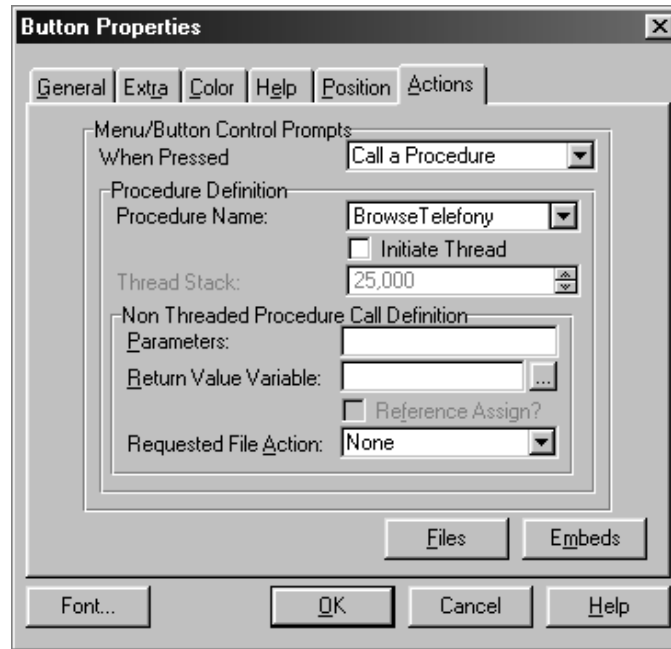 Button Properties
General Extra Color Help Position Actions
Menu/Button Control Prompts
When Pressed Call a Procedure
Procedure Definition
Procedure Name: BrowseTelefony
Initiate Thread
Thread Stack: 25,000
Non Threaded Procedure Call Definition
Parameters:
Return Value Variable: ...
Reference Assign?
Requested File Action: None
Files Embeds
Font... OK Cancel Help